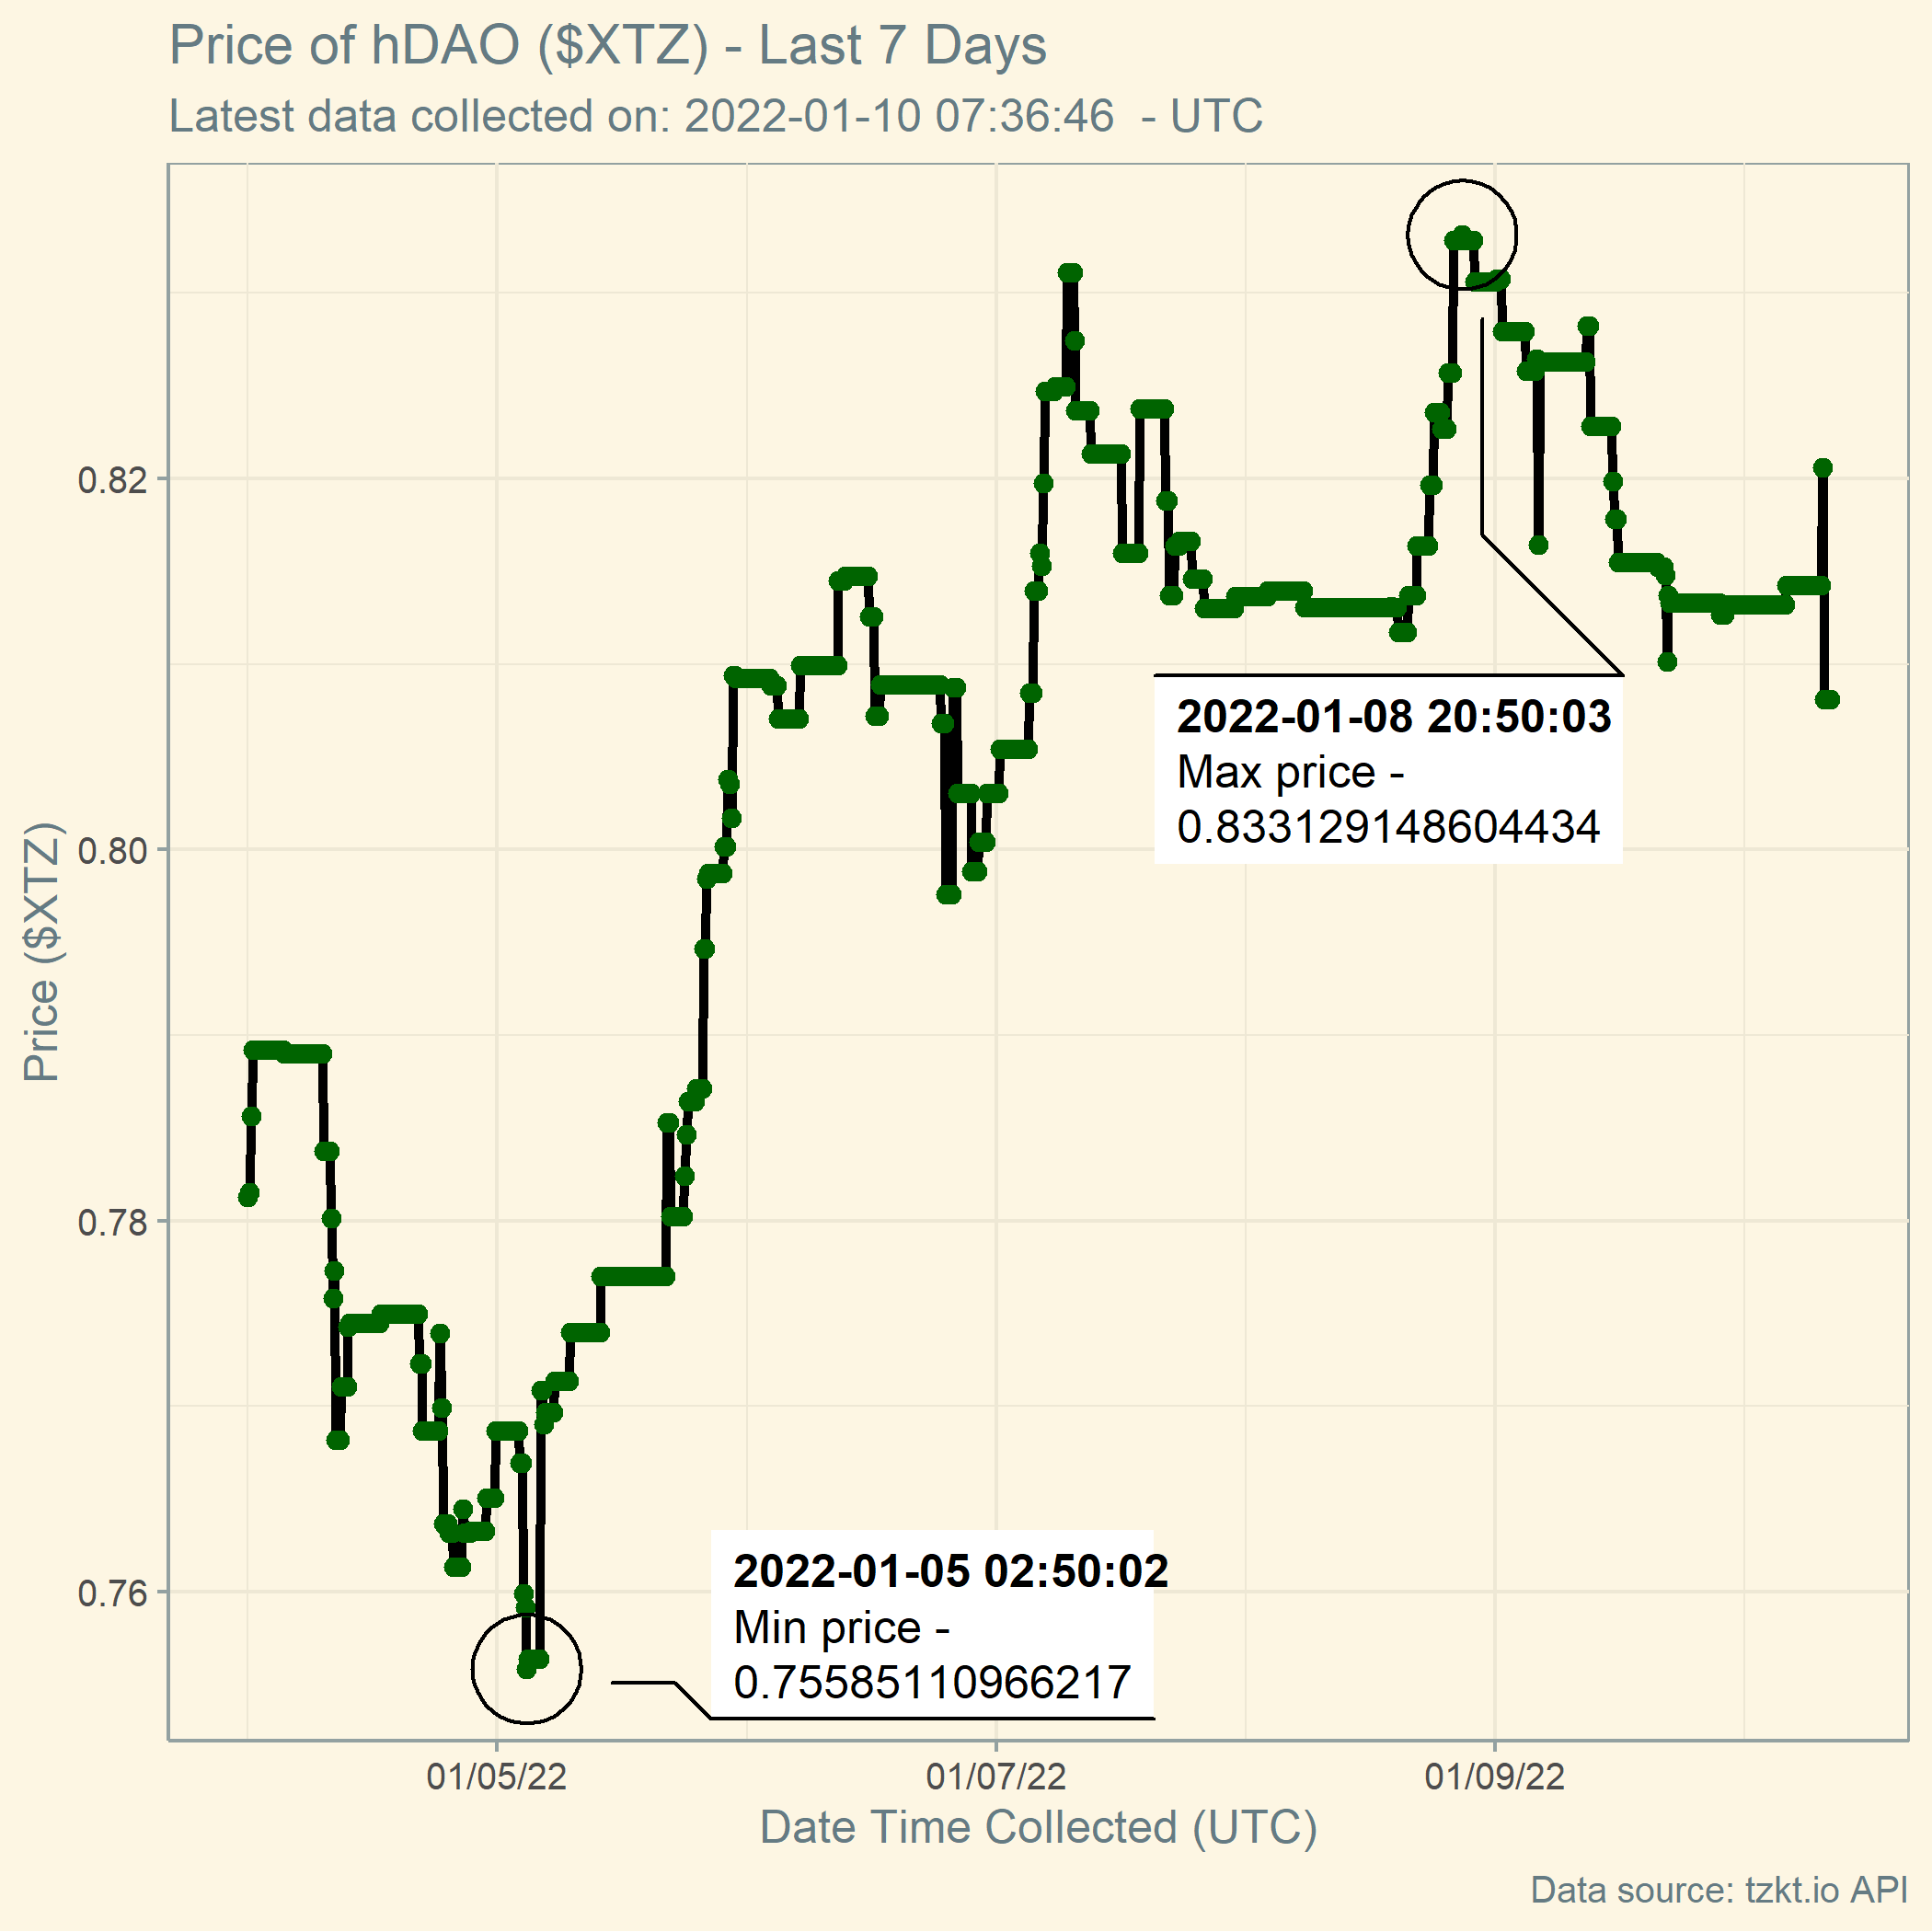 Price of hDAO ($XTZ) - Last 7 Days
Latest data collected on: 2022-01-10 07:36:46  - UTC
Price ($XTZ)
0.82
0.80
0.78
0.76
2022-01-08 20:50:03
Max price -
0.833129148604434
2022-01-05 02:50:02
Min price -
0.75585110966217
01/05/22
01/07/22
01/09/22
Date Time Collected (UTC)
Data source: tzkt.io API